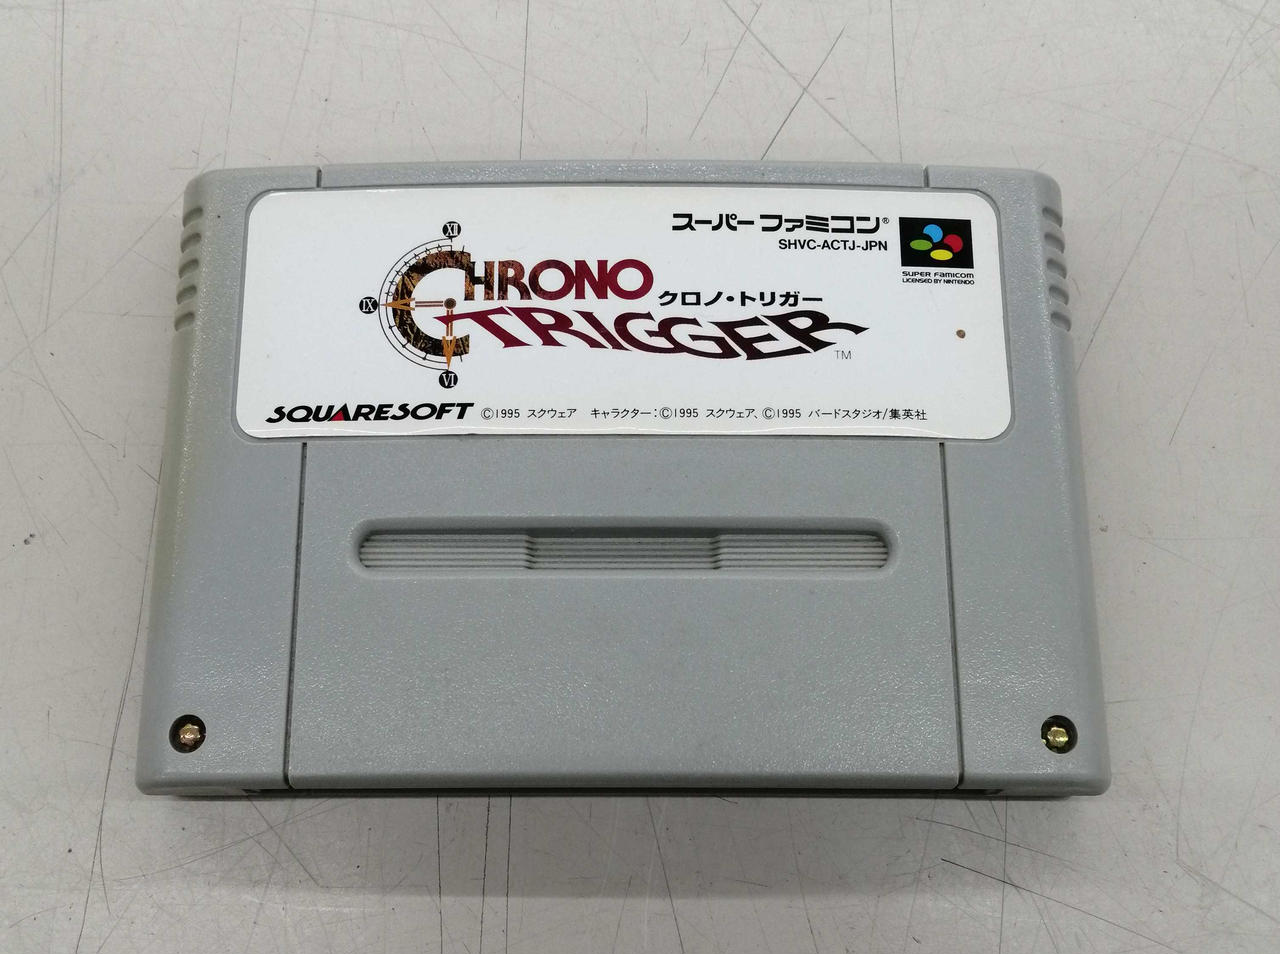 スーパーファミコン®
SHVC-ACTJ-JPN
SUPER FAMICOM
LICENSED BY NINTENDO
XII
IX
VI
CHRONO
クロノ・トリガー
TRIGGER
TM
SQUARESOFT ©1995 スクウェア キャラクター:©1995 スクウェア、©1995 バードスタジオ/集英社